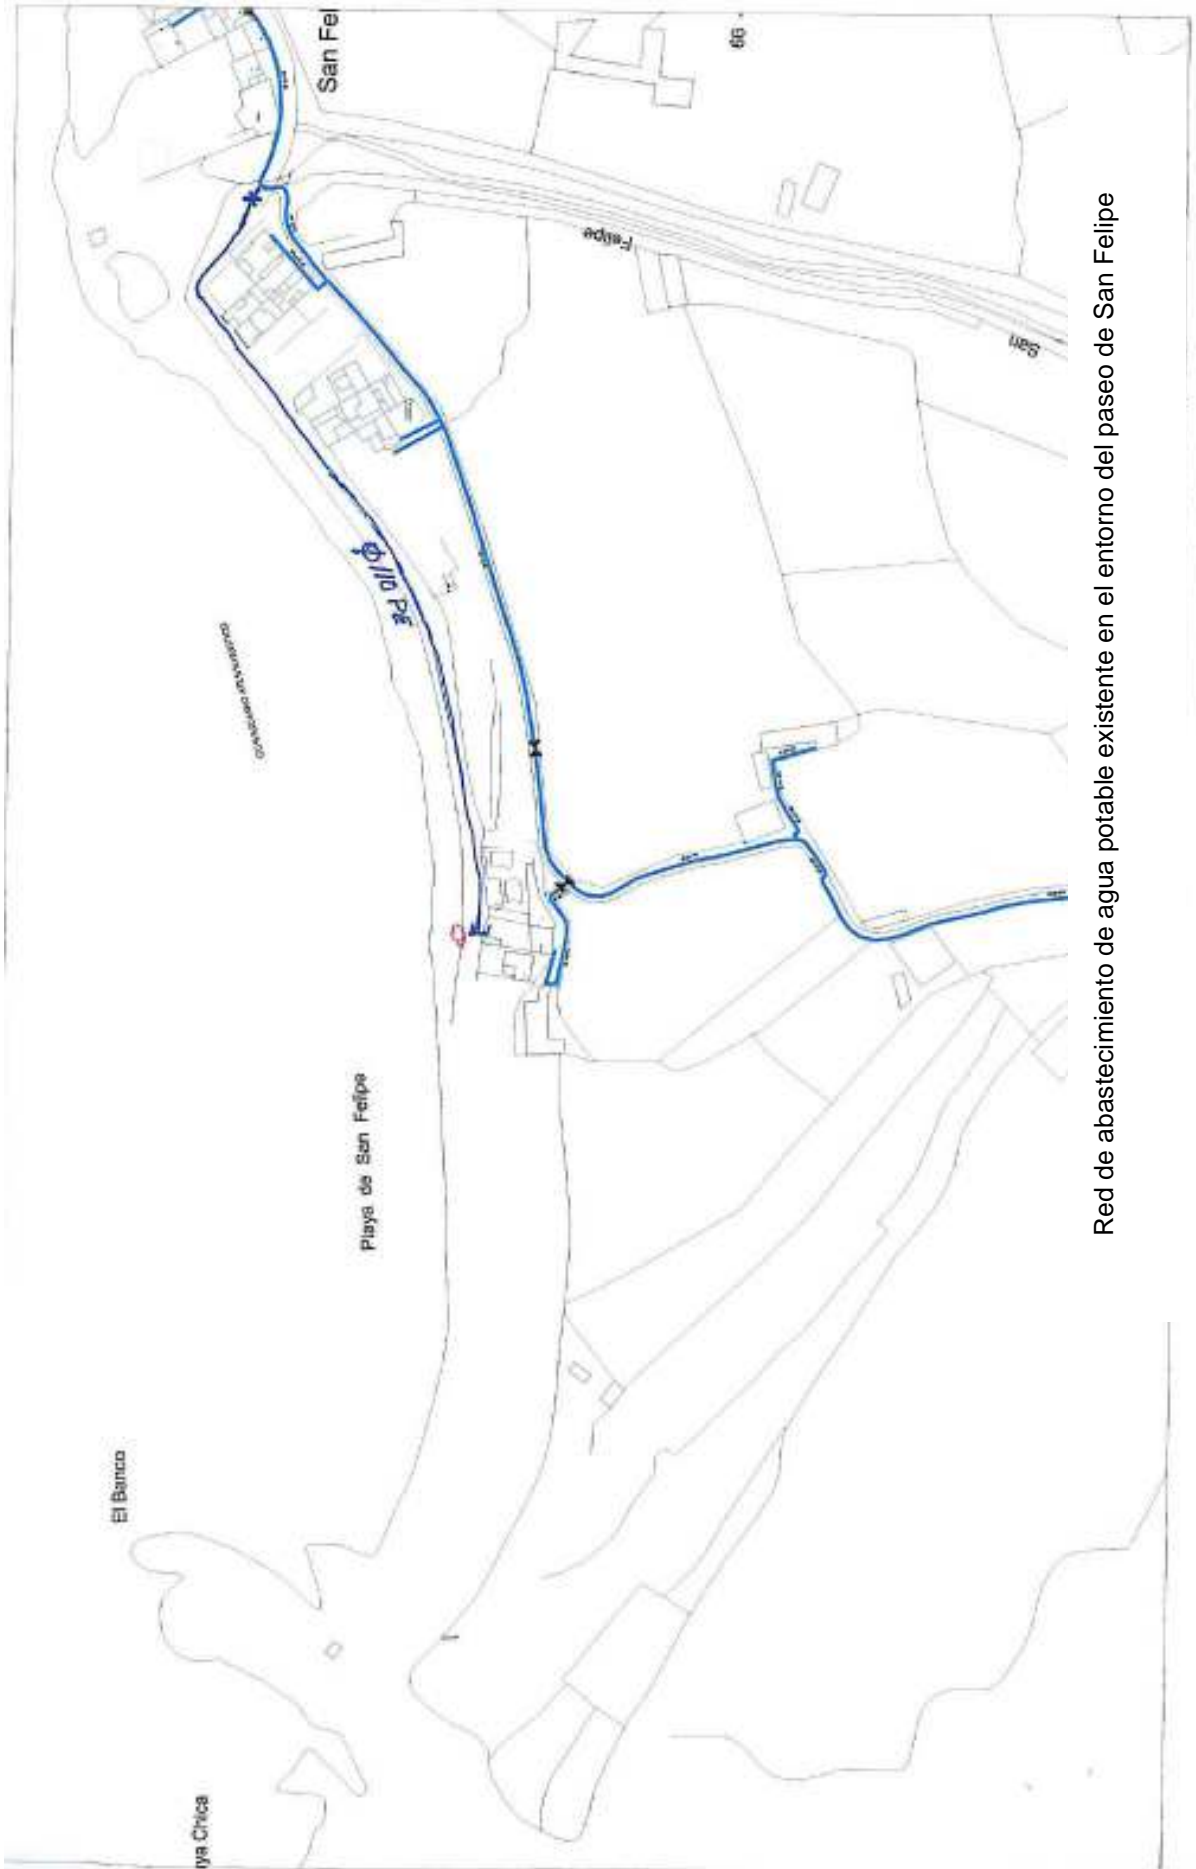 San Fel
66
Felipe
San
Ø 110 PE
Playa de San Felipe
El Banco
ya Chica
Red de abastecimiento de agua potable existente en el entorno del paseo de San Felipe